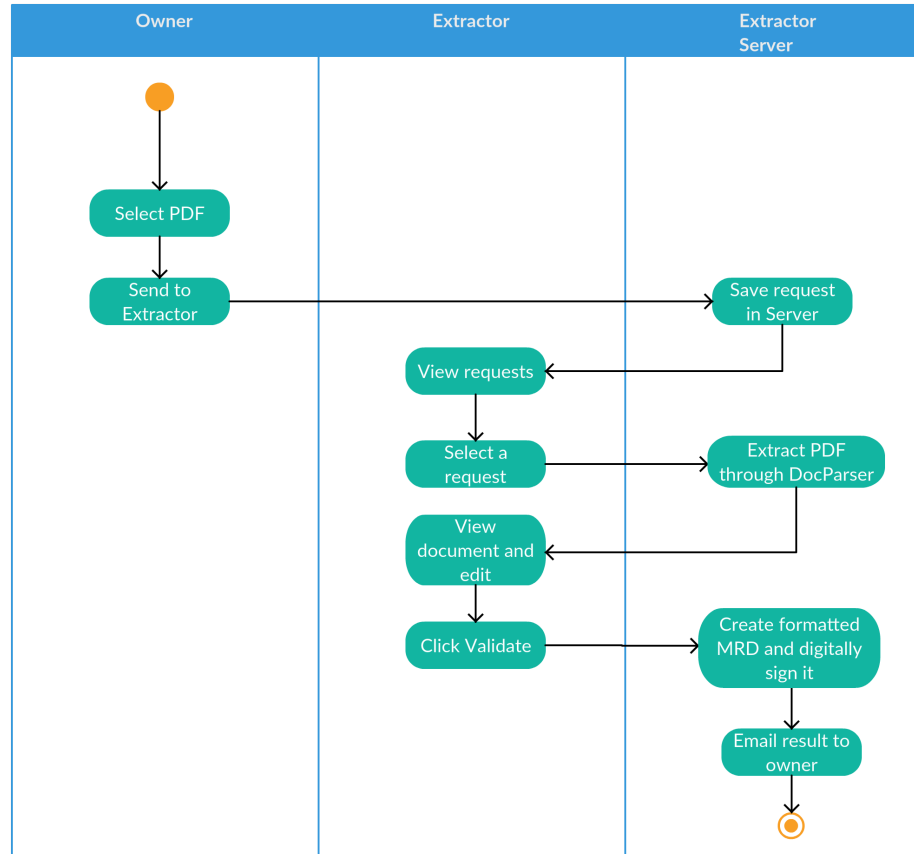 Owner
Extractor
Extractor
Server
Select PDF
Send to
Extractor
Save request
in Server
View requests
Select a
request
Extract PDF
through DocParser
View
document and
edit
Click Validate
Create formatted
MRD and digitally
sign it
Email result to
owner